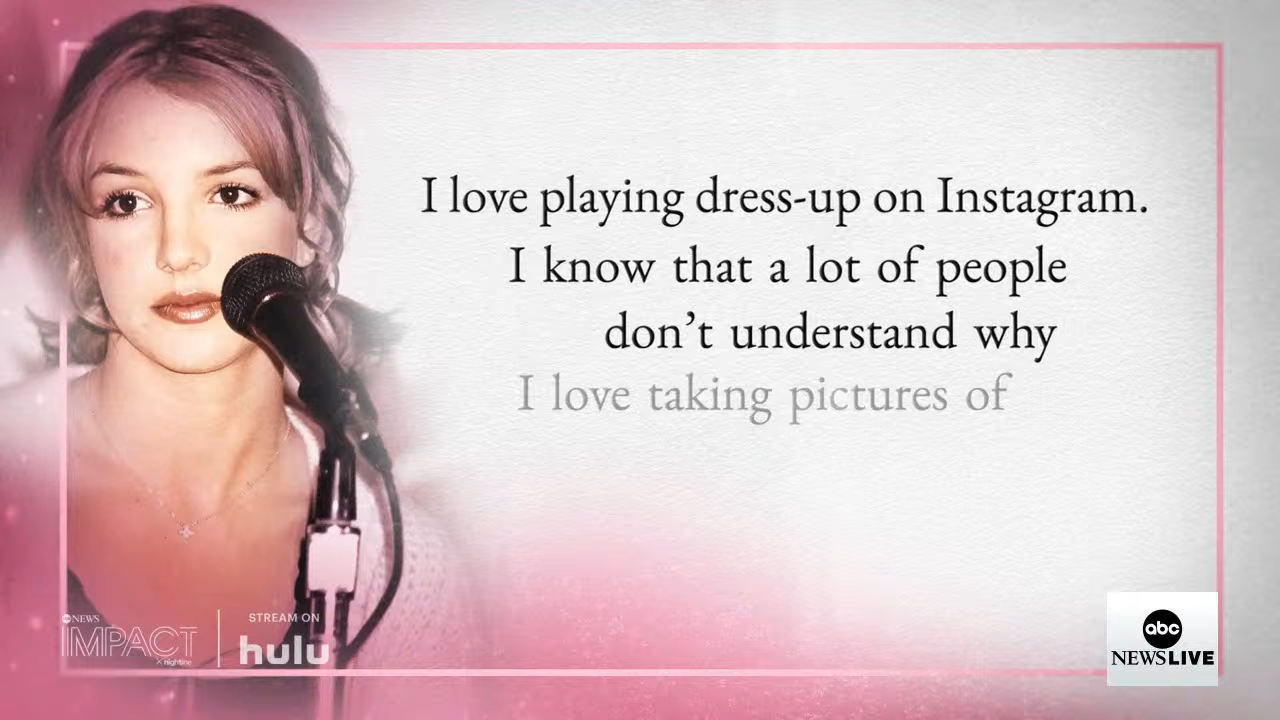 I love playing dress-up on Instagram.
I know that a lot of people
don’t understand why
I love taking pictures of
abc NEWS
IMPACT
x nightline
STREAM ON
hulu
abc
NEWS LIVE